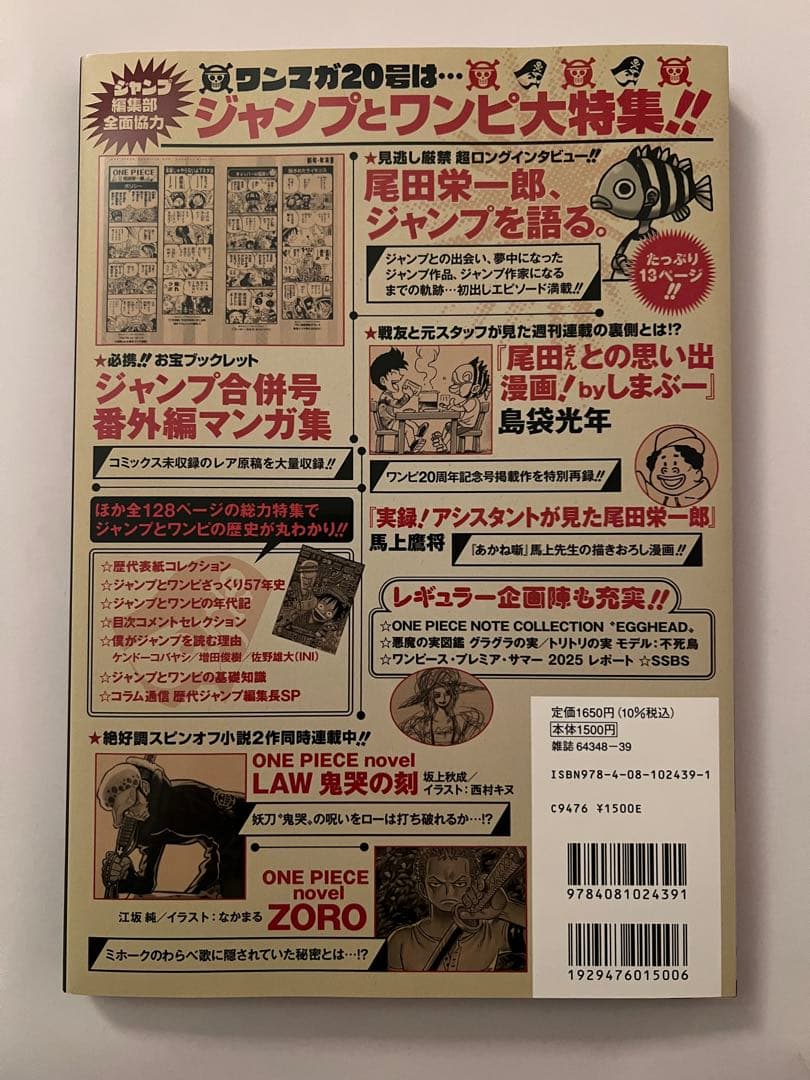 ジャンプ
編集部
全面協力
ワンマガ20号は…
ジャンプとワンピ大特集!!
ONE PIECE
ポリシー
★必携!! お宝ブックレット
ジャンプ合併号
番外編マンガ集
コミックス未収録のレア原稿を大量収録!!
★見逃し厳禁 超ロングインタビュー!!
尾田栄一郎、
ジャンプを語る。
ジャンプとの出会い、夢中になった
ジャンプ作品、ジャンプ作家になる
までの軌跡…初出しエピソード満載!!
たっぷり
13ページ
!!
★戦友と元スタッフが見た週刊連載の裏側とは!?
『尾田さんとの思い出
漫画!byしまぶー』
島袋光年
ワンピ20周年記念号掲載作を特別再録!!
『実録!アシスタントが見た尾田栄一郎』
馬上鷹将
『あかね噺』馬上先生の描きおろし漫画!!
ほか全128ページの総力特集で
ジャンプとワンピの歴史が丸わかり!!
☆歴代表紙コレクション
☆ジャンプとワンピざっくり57年史
☆ジャンプとワンピの年代記
☆目次コメントセレクション
☆僕がジャンプを読む理由
ケンドーコバヤシ/増田俊樹/佐野雄大(INI)
☆ジャンプとワンピの基礎知識
☆コラム通信 歴代ジャンプ編集長SP
レギュラー企画陣も充実!!
☆ONE PIECE NOTE COLLECTION〝EGGHEAD〟
☆悪魔の実図鑑 グラグラの実/トリトリの実 モデル:不死鳥
☆ワンピース・プレミア・サマー 2025 レポート ☆SSBS
★絶好調スピンオフ小説2作同時連載中!!
ONE PIECE novel
LAW 鬼哭の刻
坂上秋成/
イラスト:西村キヌ
妖刀〝鬼哭〟の呪いをローは打ち破れるか…!?
ONE PIECE
novel
ZORO
江坂 純/イラスト:なかまる
ミホークのわらべ歌に隠されていた秘密とは…!?
定価1650円(10%税込)
本体1500円
雑誌 64348-39
ISBN978-4-08-102439-1
C9476 ¥1500E
9784081024391
1929476015006